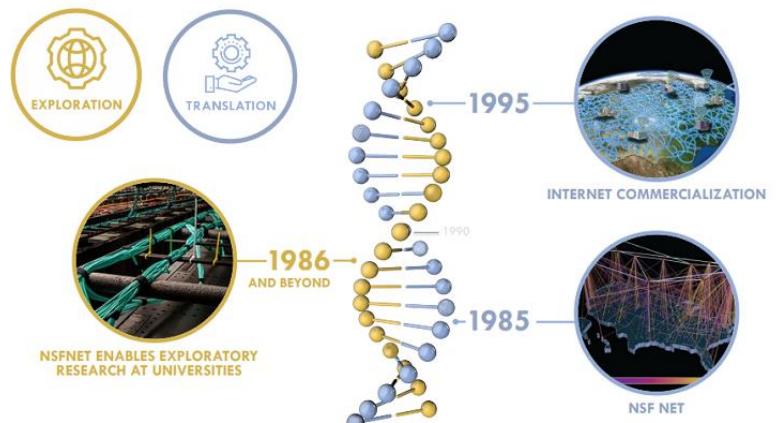 EXPLORATION
TRANSLATION
1995
INTERNET COMMERCIALIZATION
1990
1986
AND BEYOND
NSFNET ENABLES EXPLORATORY
RESEARCH AT UNIVERSITIES
1985
NSF NET